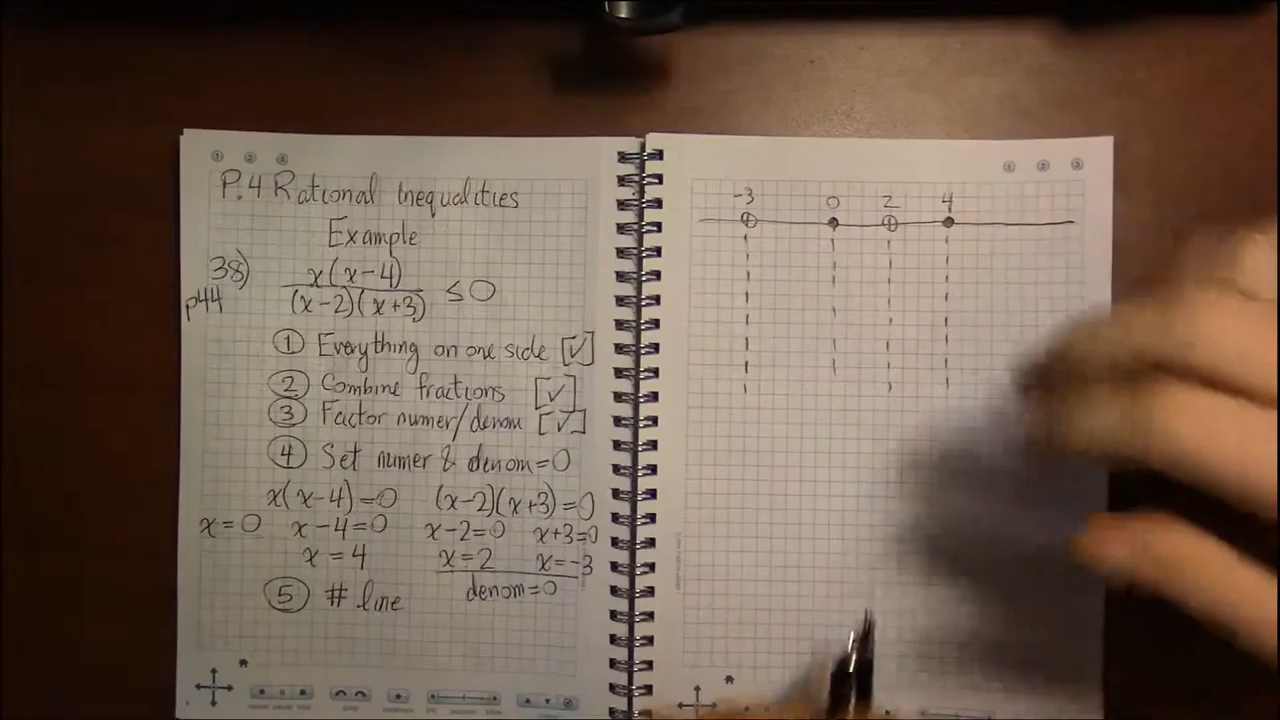 P.4 Rational Inequalities
Example
38)
p44
x(x-4)
(x-2)(x+3)
≤ 0
① Everything on one side [✓]
② Combine fractions [✓]
③ Factor numer/denom [✓]
④ Set numer & denom=0
x(x-4)=0 (x-2)(x+3)=0
x=0 x-4=0 x-2=0 x+3=0
x=4 x=2 x=-3
denom=0
⑤ # line
-3 0 2 4